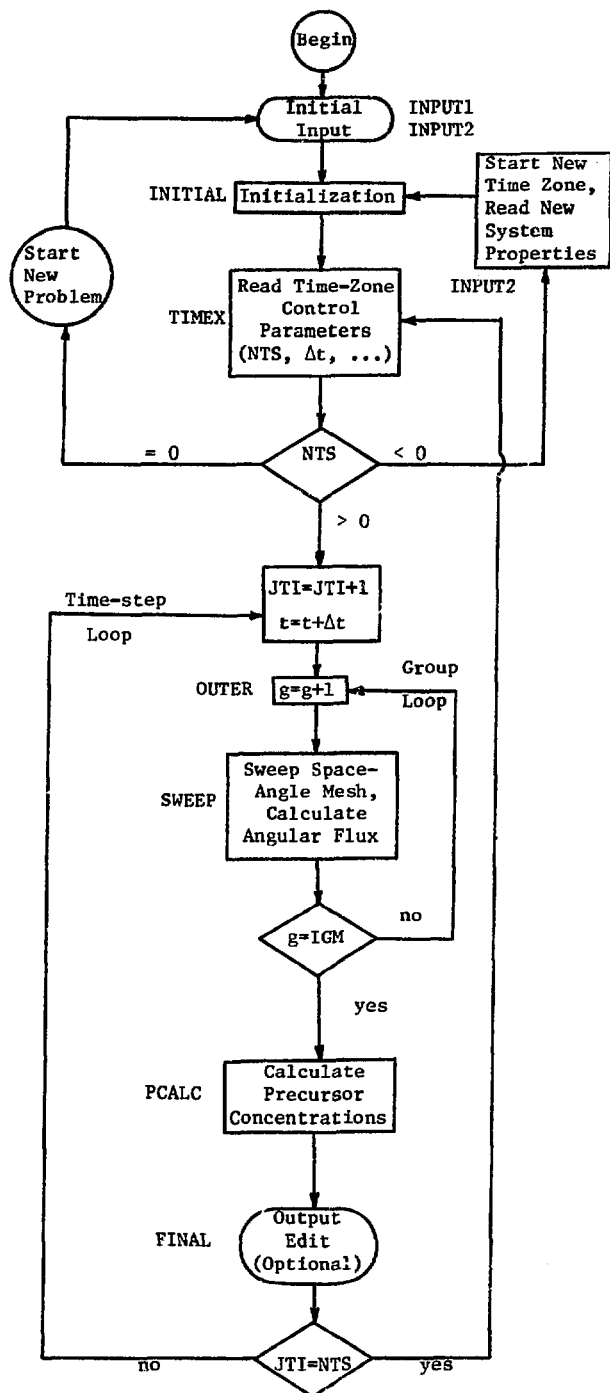 Begin
Initial
Input
INPUT1
INPUT2
Start New
Time Zone,
Read New
System
Properties
INPUT2
INITIAL
Initialization
Start
New
Problem
TIMEX
Read Time-Zone
Control
Parameters
(NTS, Δt, ...)
= 0
NTS
< 0
> 0
Time-step
Loop
JTI=JTI+1
t=t+Δt
Group
Loop
OUTER
g=g+1
SWEEP
Sweep Space-
Angle Mesh,
Calculate
Angular Flux
g=IGM
no
yes
PCALC
Calculate
Precursor
Concentrations
FINAL
Output
Edit
(Optional)
no
JTI=NTS
yes